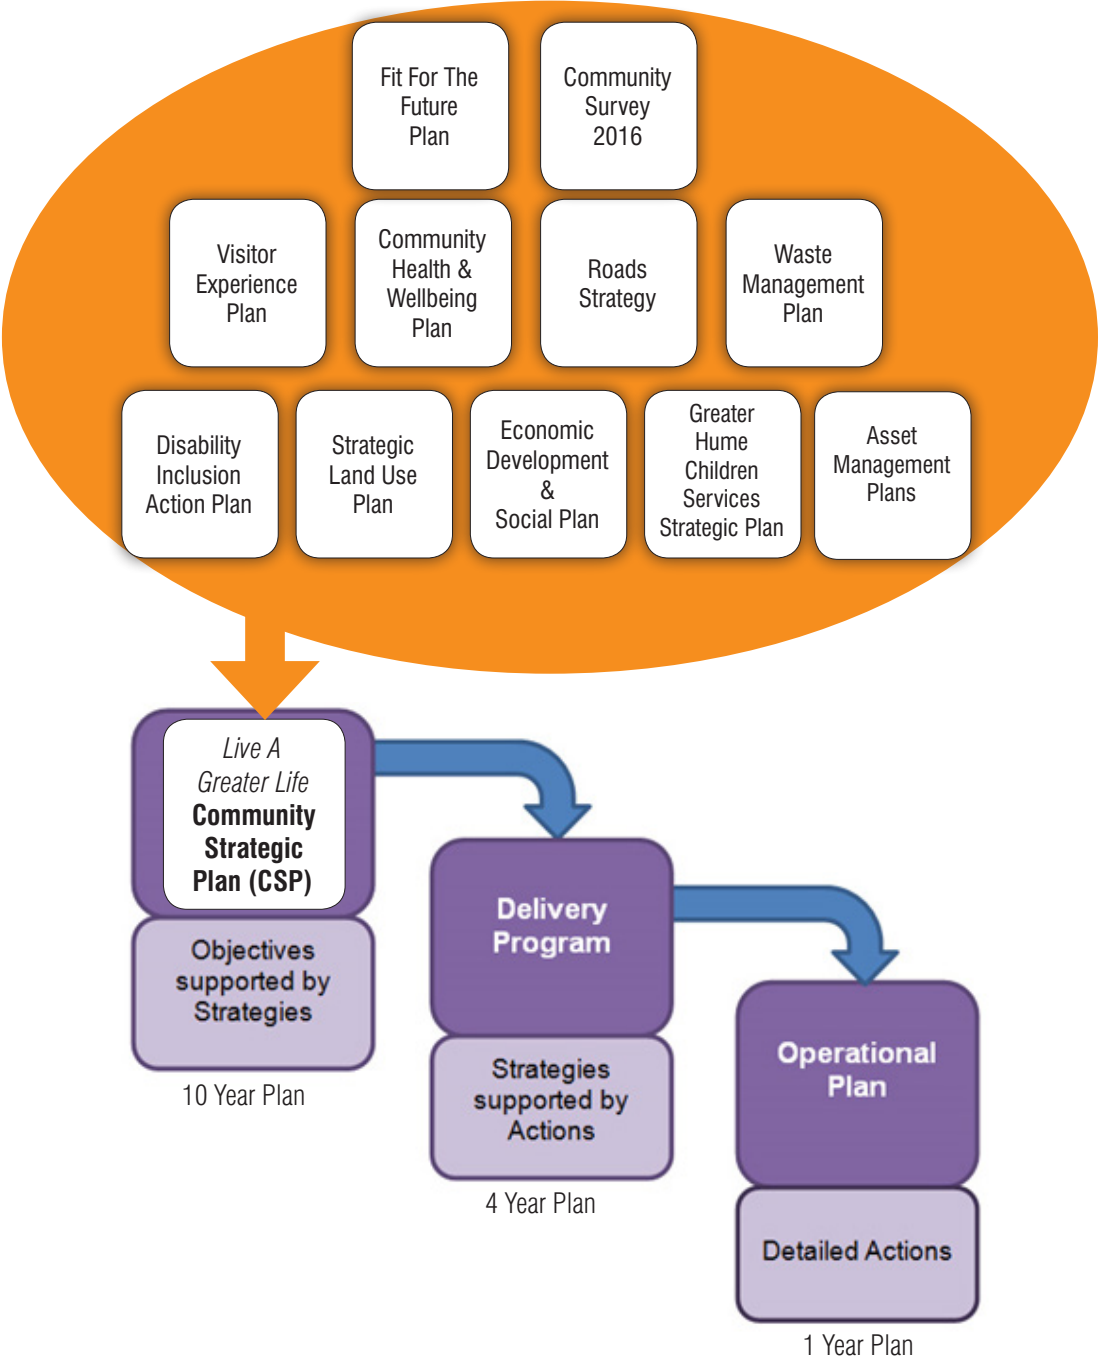 Fit For The
Future
Plan
Community
Survey
2016
Visitor
Experience
Plan
Community
Health &
Wellbeing
Plan
Roads
Strategy
Waste
Management
Plan
Disability
Inclusion
Action Plan
Strategic
Land Use
Plan
Economic
Development
&
Social Plan
Greater
Hume
Children
Services
Strategic Plan
Asset
Management
Plans
Live A
Greater Life
Community
Strategic
Plan (CSP)
Objectives
supported by
Strategies
10 Year Plan
Delivery
Program
Strategies
supported by
Actions
4 Year Plan
Operational
Plan
Detailed Actions
1 Year Plan